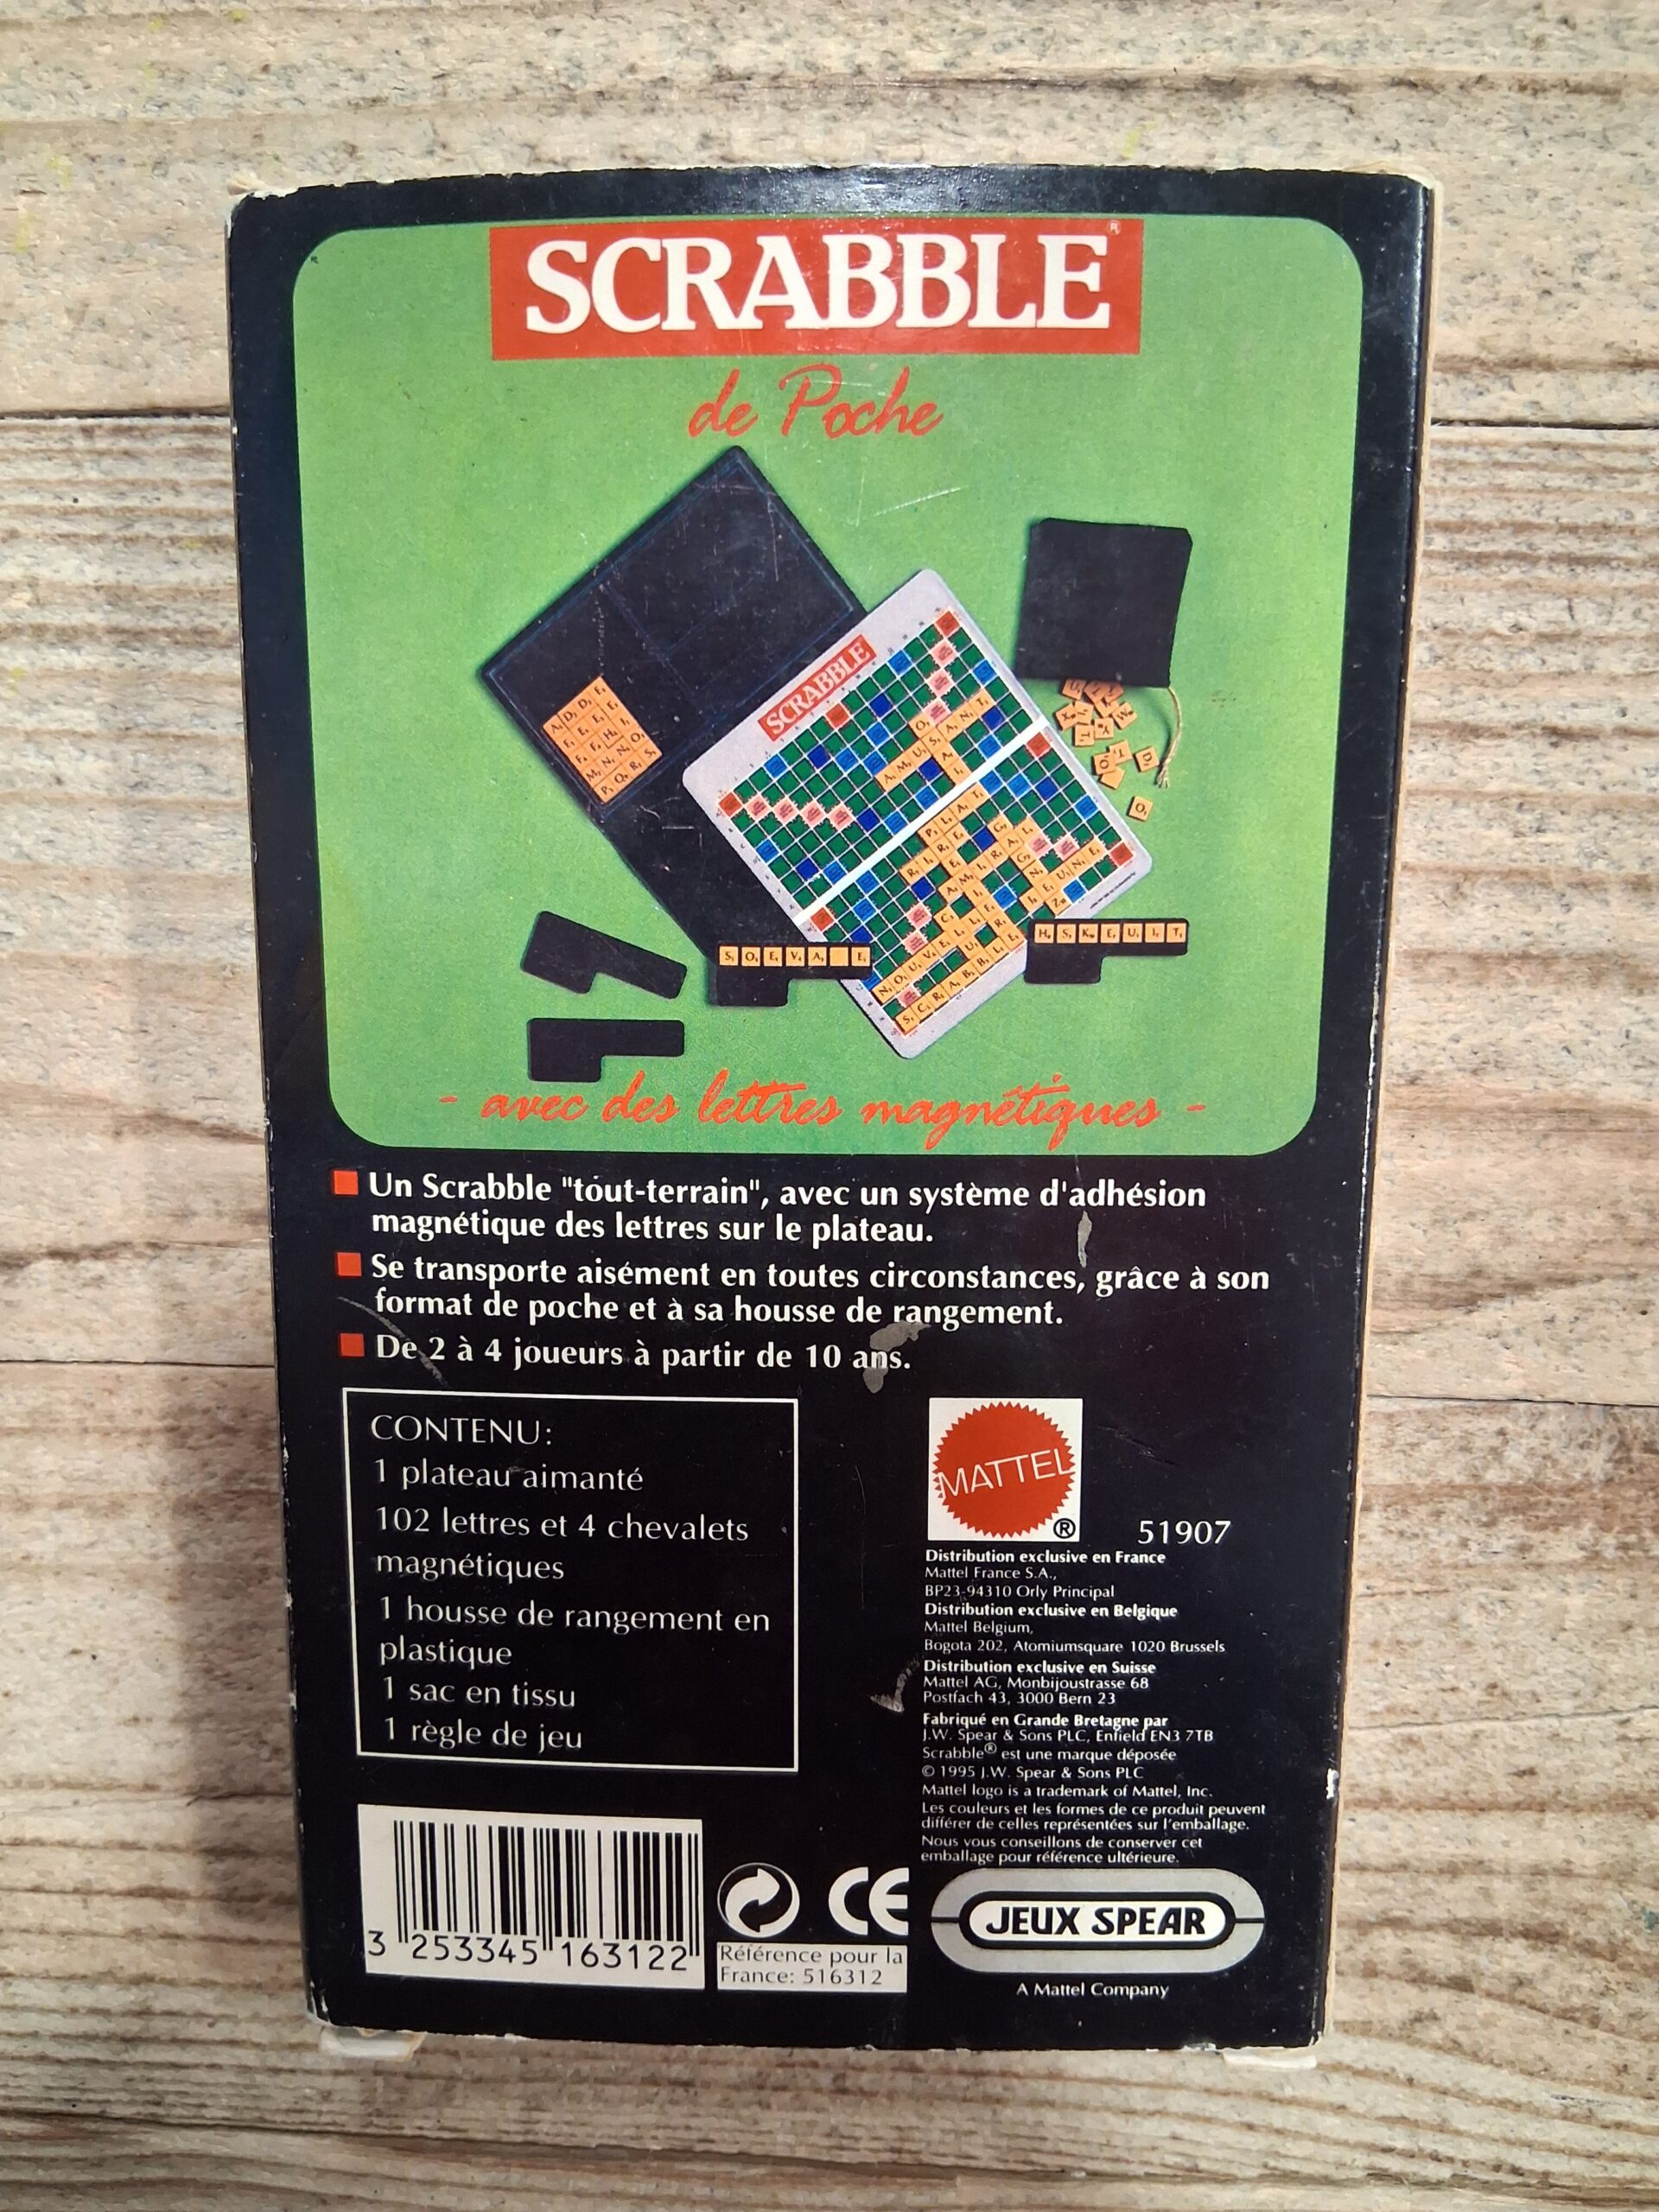 SCRABBLE®
de Poche
SCRABBLE
S O E V A E
H S K E U I T
N O U V E L L E
S C R A B B L E
- avec des lettres magnétiques -
Un Scrabble "tout-terrain", avec un système d'adhésion
magnétique des lettres sur le plateau.
Se transporte aisément en toutes circonstances, grâce à son
format de poche et à sa housse de rangement.
De 2 à 4 joueurs à partir de 10 ans.
CONTENU:
1 plateau aimanté
102 lettres et 4 chevalets
magnétiques
1 housse de rangement en
plastique
1 sac en tissu
1 règle de jeu
MATTEL
®
51907
Distribution exclusive en France
Mattel France S.A.,
BP23-94310 Orly Principal
Distribution exclusive en Belgique
Mattel Belgium,
Bogota 202, Atomiumsquare 1020 Brussels
Distribution exclusive en Suisse
Mattel AG, Monbijoustrasse 68
Postfach 43, 3000 Bern 23
Fabriqué en Grande Bretagne par
J.W. Spear & Sons PLC, Enfield EN3 7TB
Scrabble® est une marque déposée
© 1995 J.W. Spear & Sons PLC
Mattel logo is a trademark of Mattel, Inc.
Les couleurs et les formes de ce produit peuvent
différer de celles représentées sur l'emballage.
Nous vous conseillons de conserver cet
emballage pour référence ultérieure.
3 253345 163122
CE
Référence pour la
France: 516312
JEUX SPEAR
A Mattel Company